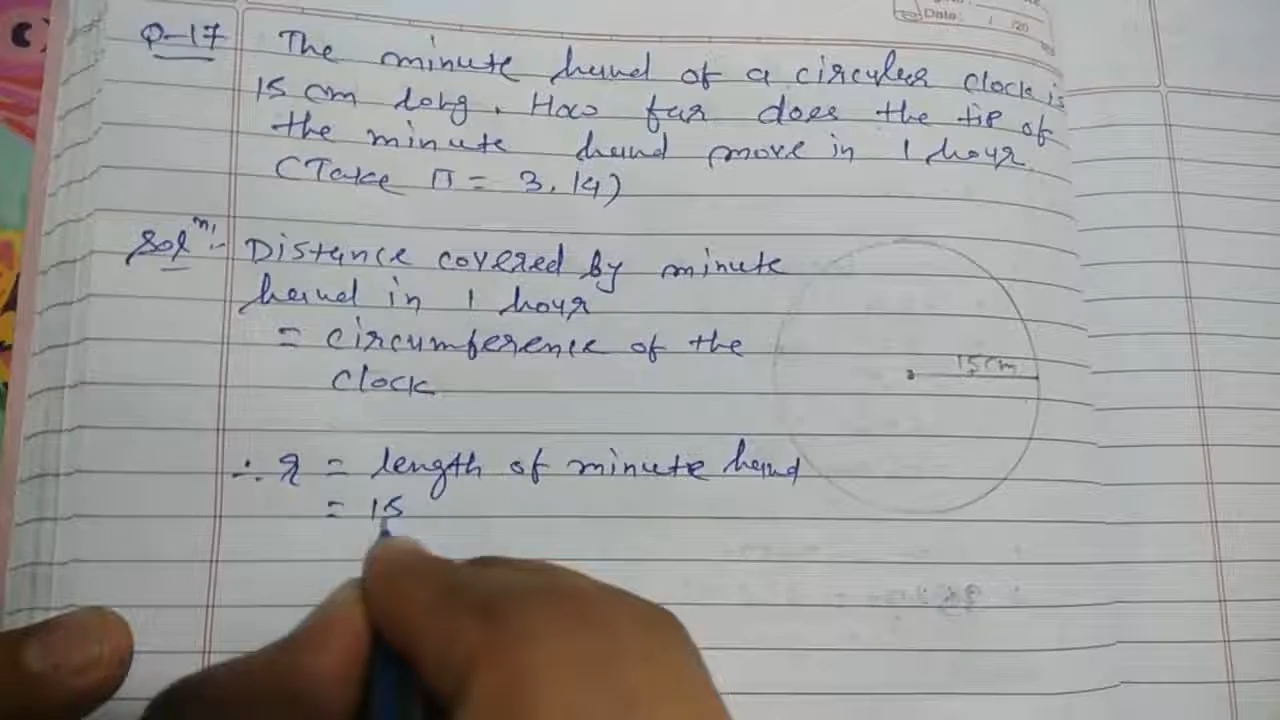 Date: / /20
Q-17 The minute hand of a circular clock is
15 cm long. How far does the tip of
the minute hand move in 1 hour.
(Take π = 3.14)
Solⁿ:- Distance covered by minute
hand in 1 hour
= circumference of the
clock
15cm
∴ r = length of minute hand
= 15